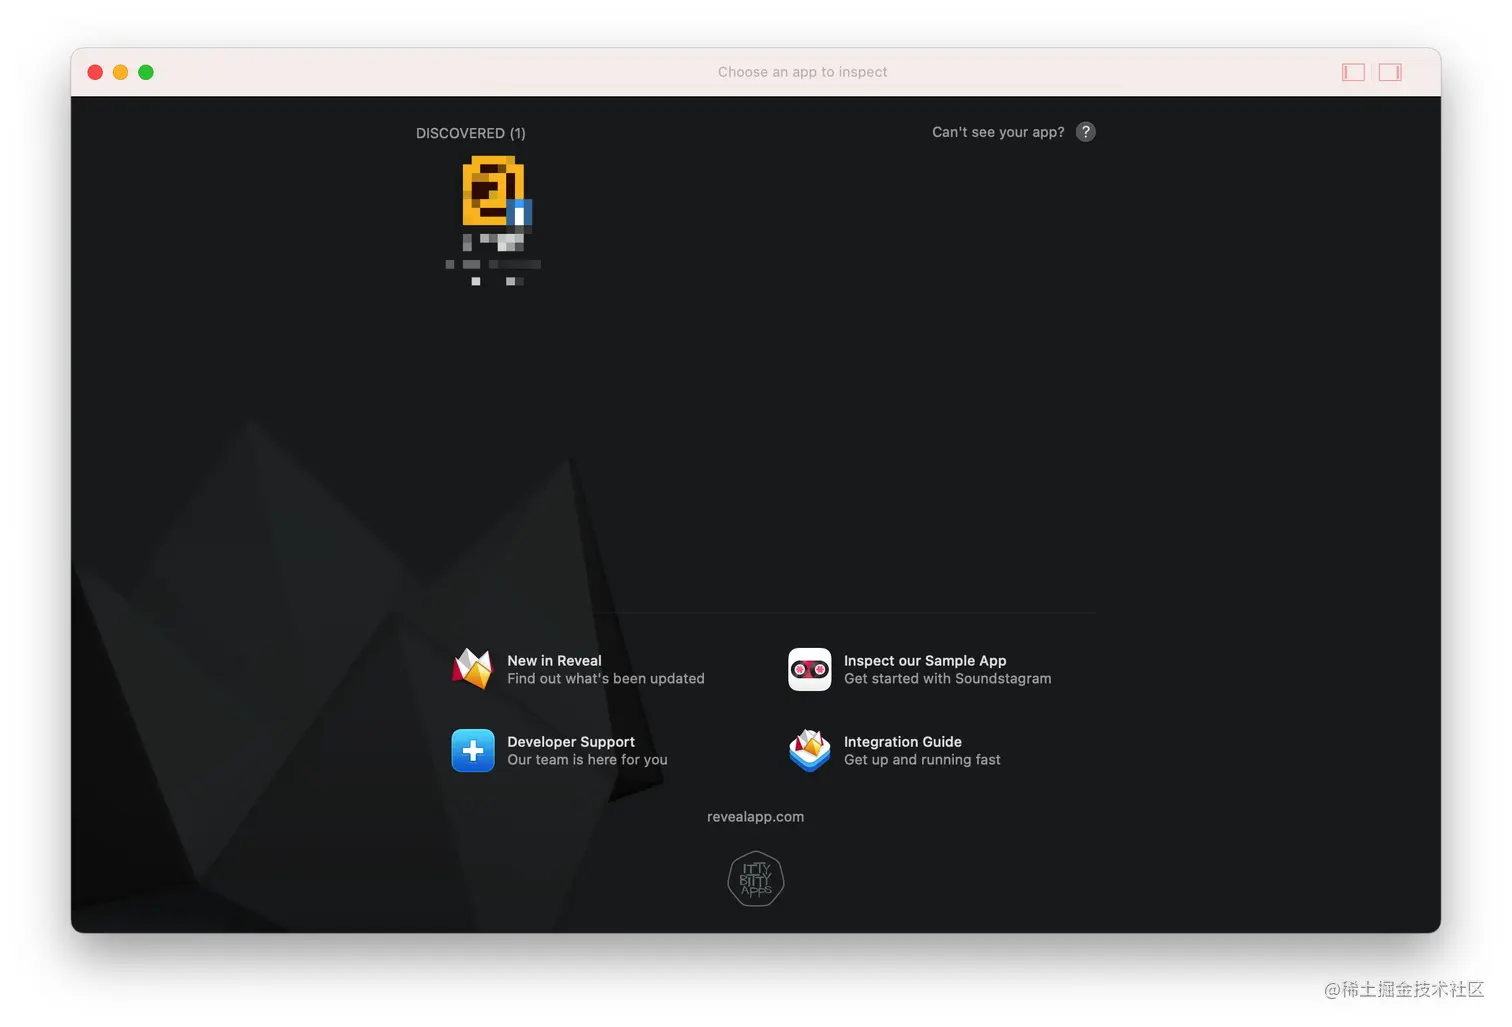 Choose an app to inspect
DISCOVERED (1)
Can't see your app? ?
New in Reveal
Find out what's been updated
Inspect our Sample App
Get started with Soundstagram
Developer Support
Our team is here for you
Integration Guide
Get up and running fast
revealapp.com
ITTY
BITTY
APPS
@稀土掘金技术社区